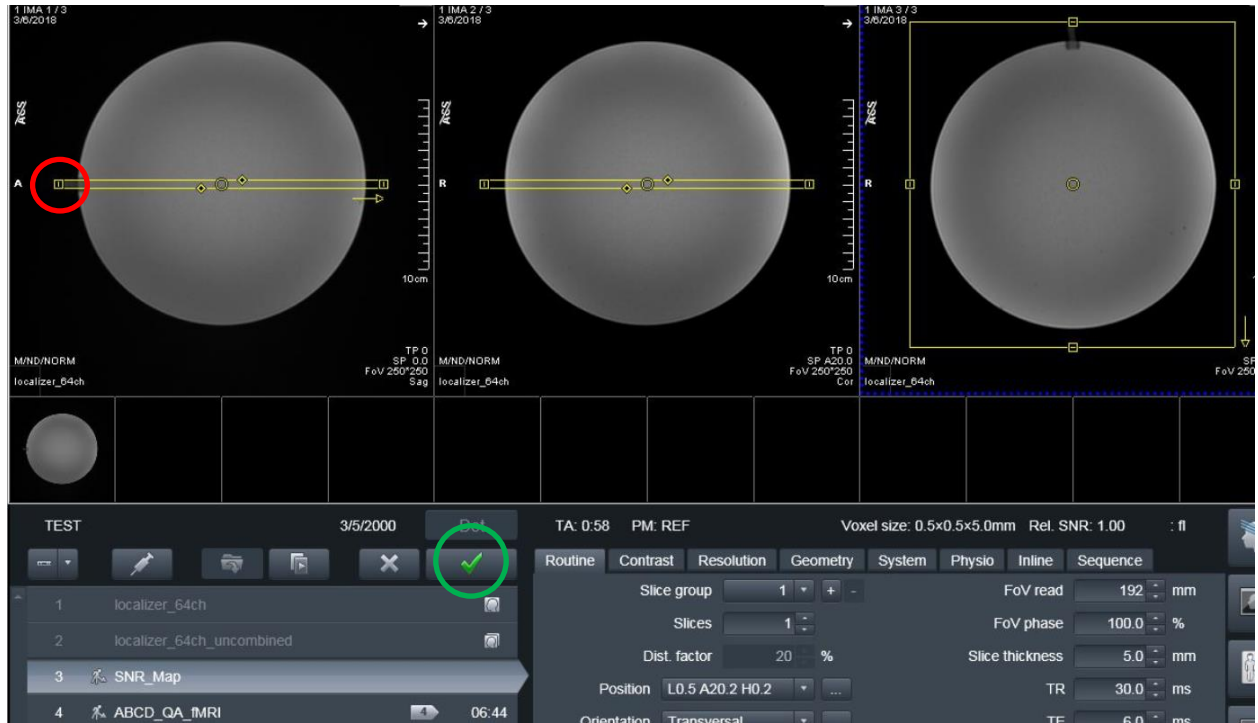 1 IMA 1 / 3
3/6/2018
A
10cm
TP 0
SP 0.0
FoV 250*250
Sag
M/ND/NORM
localizer_64ch
1 IMA 2 / 3
3/6/2018
R
10cm
TP 0
SP A20.0
FoV 250*250
Cor
M/ND/NORM
localizer_64ch
1 IMA 3 / 3
3/6/2018
R
SP
FoV 250
M/ND/NORM
localizer_64ch
TEST 3/5/2000
1 localizer_64ch
2 localizer_64ch_uncombined
3 SNR_Map
4 ABCD_QA_fMRI 4 06:44
TA: 0:58 PM: REF Voxel size: 0.5×0.5×5.0mm Rel. SNR: 1.00 : fl
Routine Contrast Resolution Geometry System Physio Inline Sequence
Slice group 1 + - FoV read 192 mm
Slices 1 FoV phase 100.0 %
Dist. factor 20 % Slice thickness 5.0 mm
Position L0.5 A20.2 H0.2 ... TR 30.0 ms
Orientation Transversal ... TE 6.0 ms